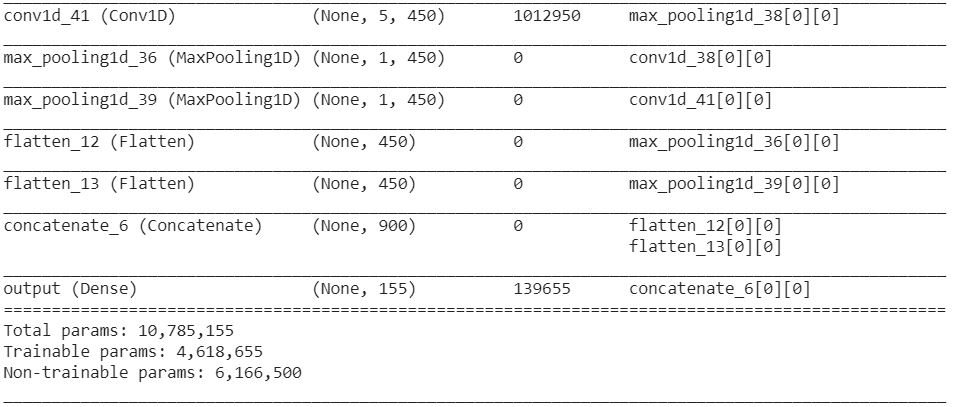 conv1d_41 (Conv1D) (None, 5, 450) 1012950 max_pooling1d_38[0][0]
max_pooling1d_36 (MaxPooling1D) (None, 1, 450) 0 conv1d_38[0][0]
max_pooling1d_39 (MaxPooling1D) (None, 1, 450) 0 conv1d_41[0][0]
flatten_12 (Flatten) (None, 450) 0 max_pooling1d_36[0][0]
flatten_13 (Flatten) (None, 450) 0 max_pooling1d_39[0][0]
concatenate_6 (Concatenate) (None, 900) 0 flatten_12[0][0]
flatten_13[0][0]
output (Dense) (None, 155) 139655 concatenate_6[0][0]
Total params: 10,785,155
Trainable params: 4,618,655
Non-trainable params: 6,166,500